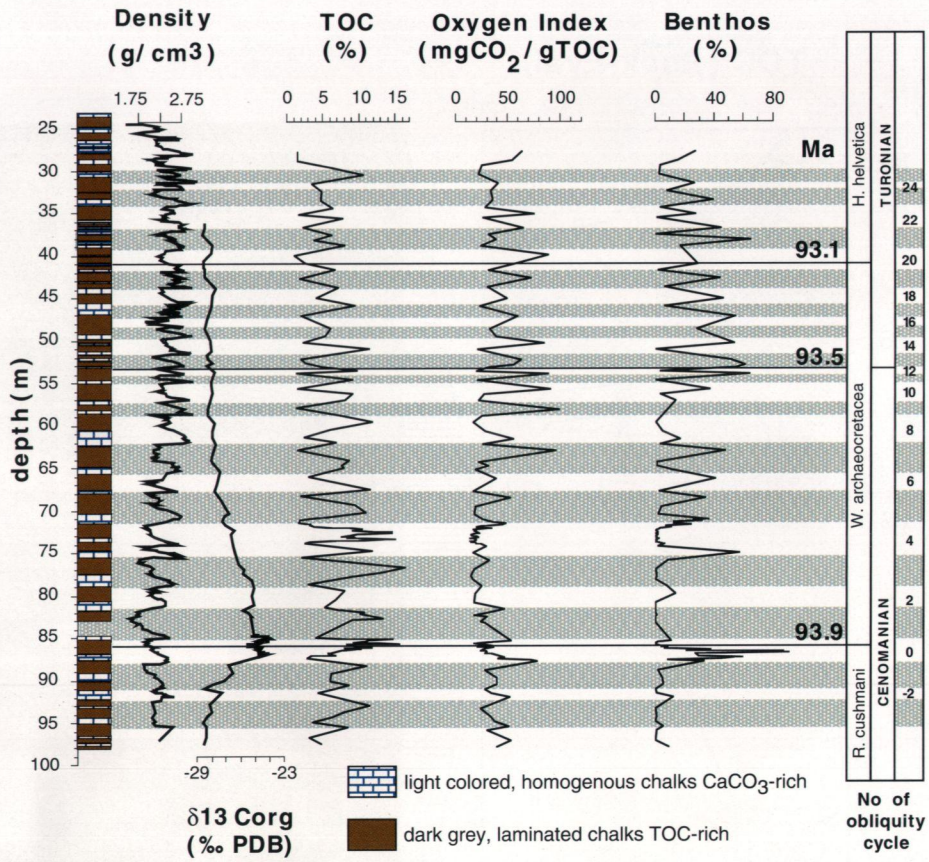 Density
(g/ cm3)
TOC
(%)
Oxygen Index
(mgCO2 / gTOC)
Benthos
(%)
1.75 2.75
0 5 10 15
0 50 100
0 40 80
Ma
depth(m)
25
30
35
40
45
50
55
60
65
70
75
80
85
90
95
100
93.1
93.5
93.9
H. helvetica
W. archaeocretacea
R. cushmani
TURONIAN
CENOMANIAN
24
22
20
18
16
14
12
10
8
6
4
2
0
-2
No of
obliquity
cycle
-29 -23
δ13 Corg
(‰ PDB)
light colored, homogenous chalks CaCO3-rich
dark grey, laminated chalks TOC-rich